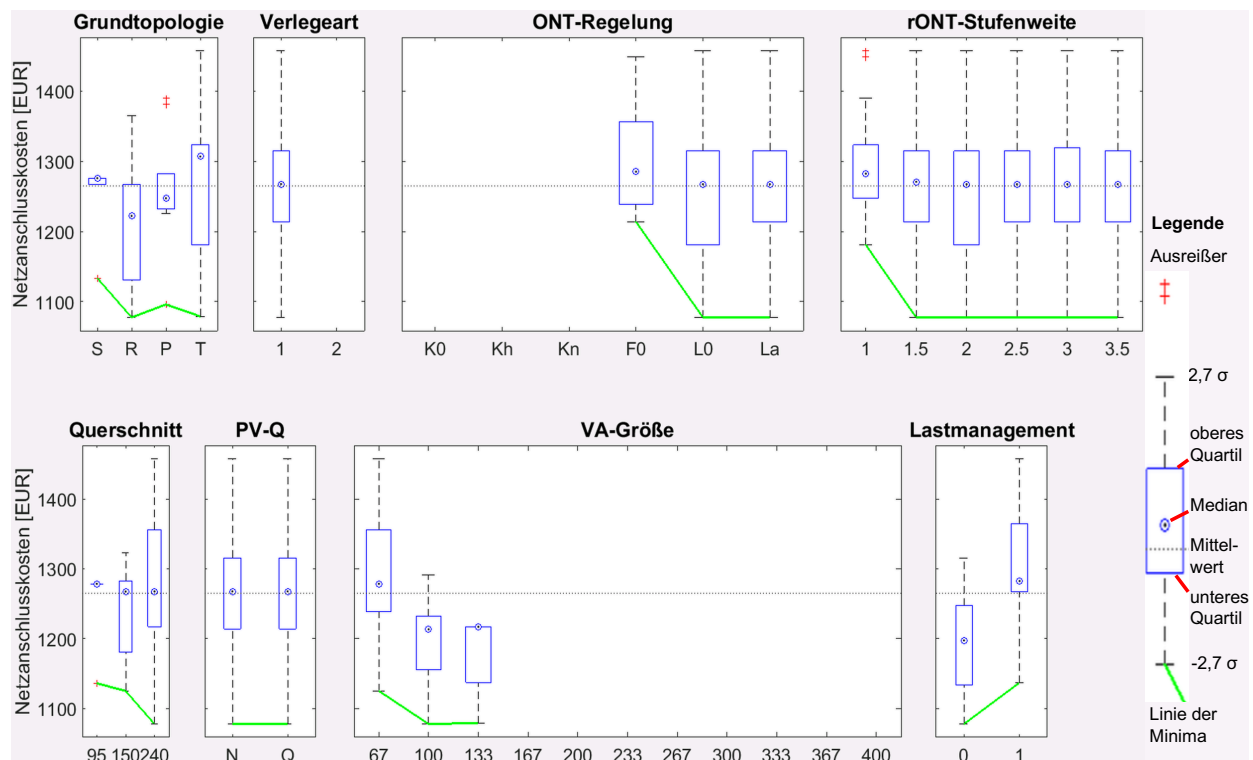 Grundtopologie
Verlegeart
ONT-Regelung
rONT-Stufenweite
Netzanschlusskosten [EUR]
1400
1300
1200
1100
S R P T
1 2
K0 Kh Kn F0 L0 La
1 1.5 2 2.5 3 3.5
Querschnitt
PV-Q
VA-Größe
Lastmanagement
Netzanschlusskosten [EUR]
1400
1300
1200
1100
95 150 240
N Q
67 100 133 167 200 233 267 300 333 367 400
0 1
Legende
Ausreißer
2,7 σ
oberes
Quartil
Median
Mittel-
wert
unteres
Quartil
-2,7 σ
Linie der
Minima